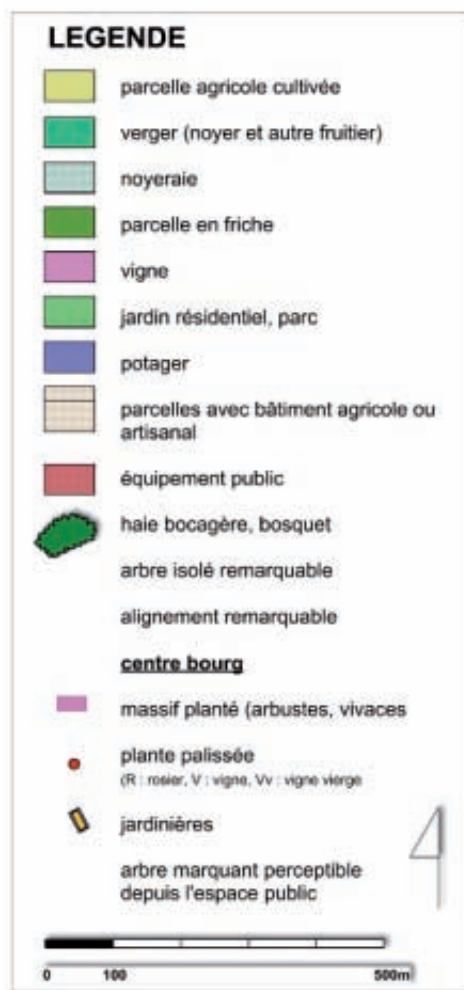 LEGENDE
parcelle agricole cultivée
verger (noyer et autre fruitier)
noyeraie
parcelle en friche
vigne
jardin résidentiel, parc
potager
parcelles avec bâtiment agricole ou
artisanal
équipement public
haie bocagère, bosquet
arbre isolé remarquable
alignement remarquable
centre bourg
massif planté (arbustes, vivaces
plante palissée
(R : rosier, V : vigne, Vv : vigne vierge
jardinières
arbre marquant perceptible
depuis l'espace public
0 100 500m